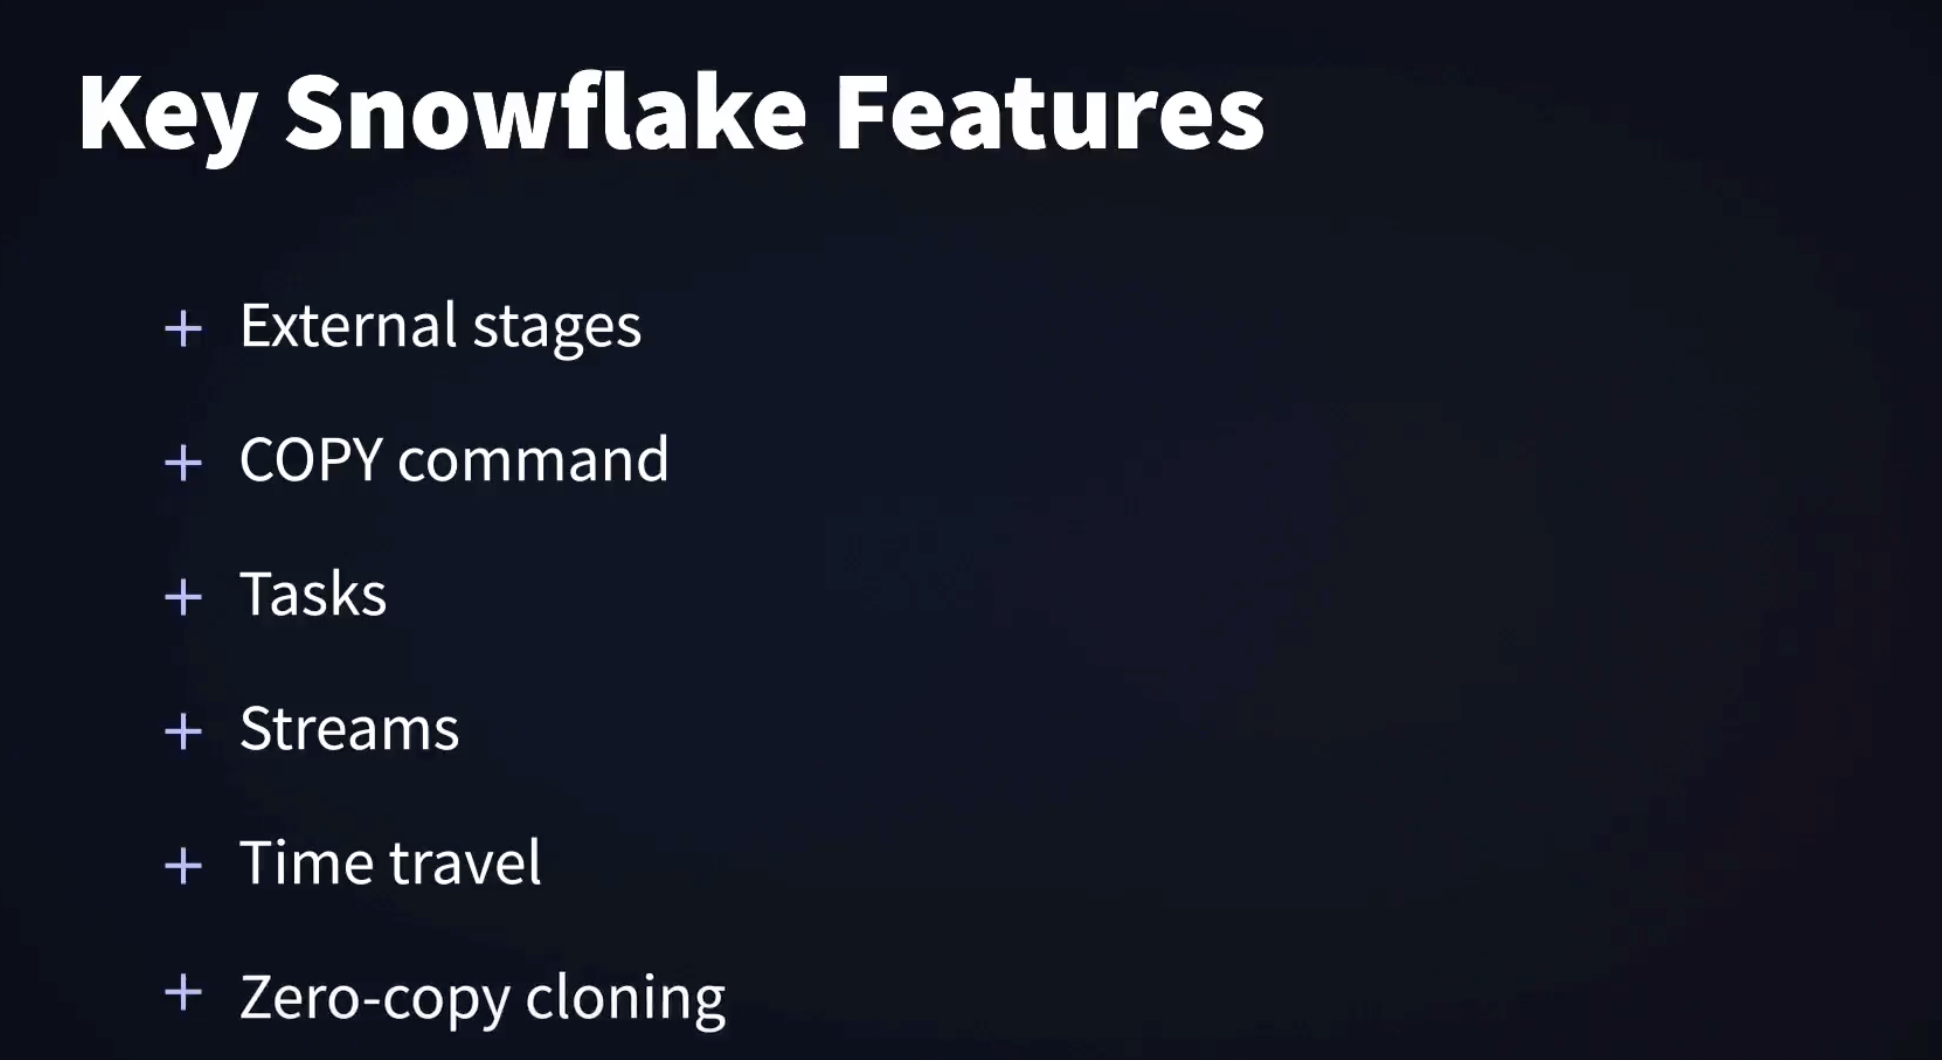 Key Snowflake Features
+ External stages
+ COPY command
+ Tasks
+ Streams
+ Time travel
+ Zero-copy cloning